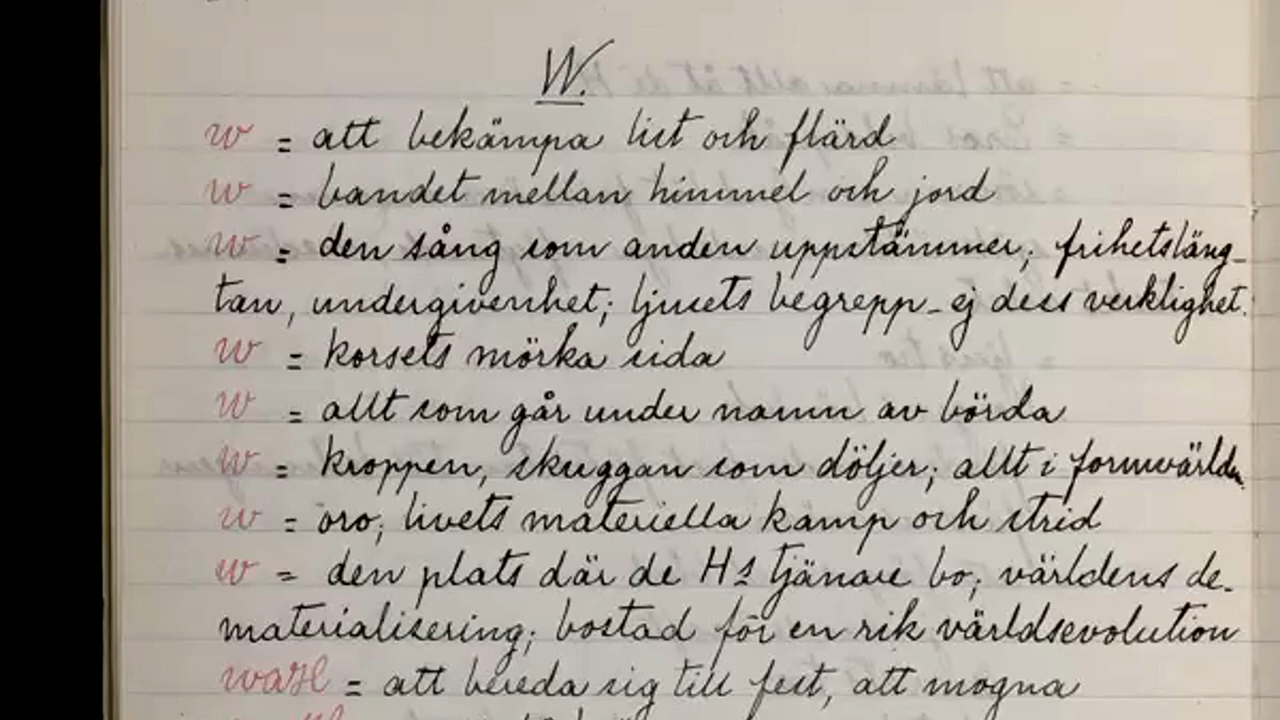 W.
w = att bekämpa list och flärd
w = bandet mellan himmel och jord
w = den sång som anden uppstämmer; frihetsläng-
tan, undergivenhet; ljusets begrepp - ej dess verklighet.
w = korsets mörka sida
w = allt som går under namn av börda
w = kroppen, skuggan som döljer; allt i formvärlden.
w = oro; livets materiella kamp och strid
w = den plats där de Hs tjänare bo; världens de-
materialisering; bostad för en rik världsevolution
= att bereda sig till fest, att mogna